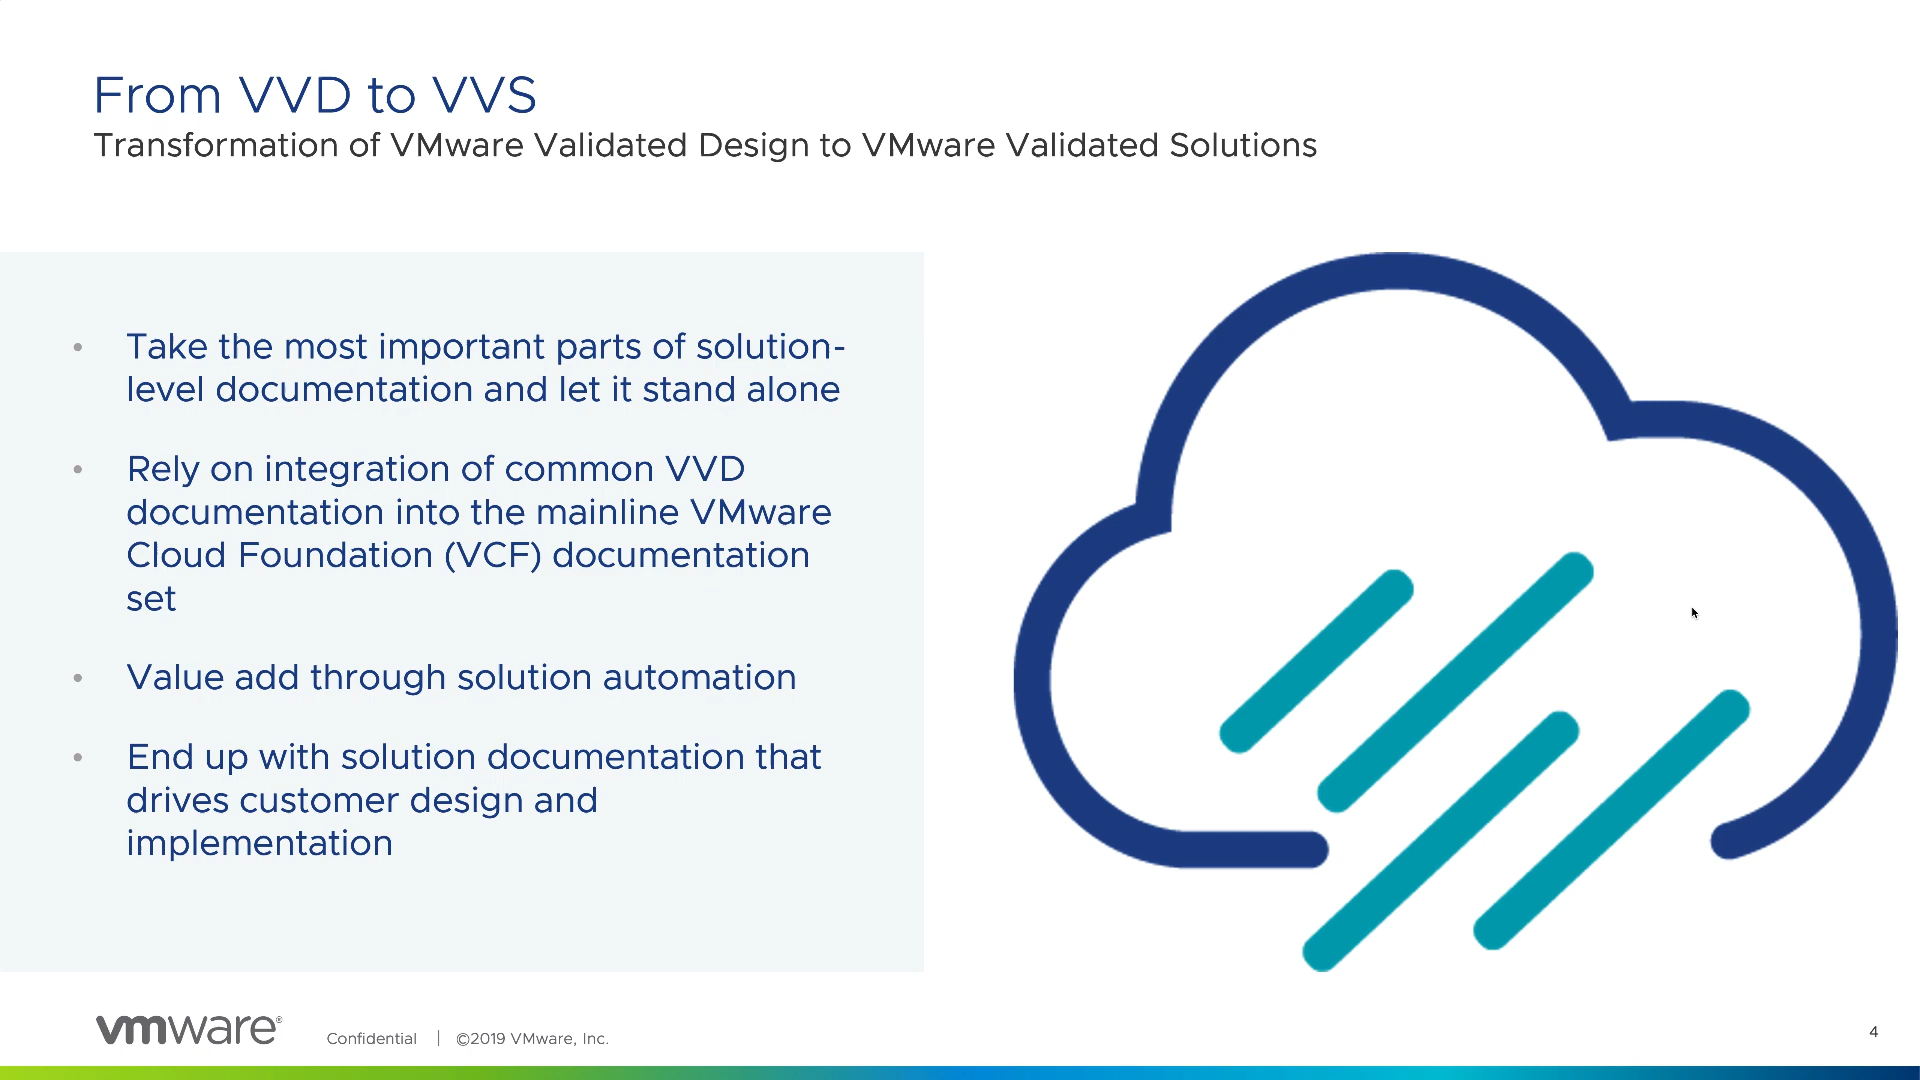 From VVD to VVS
Transformation of VMware Validated Design to VMware Validated Solutions
• Take the most important parts of solution-
level documentation and let it stand alone
• Rely on integration of common VVD
documentation into the mainline VMware
Cloud Foundation (VCF) documentation
set
• Value add through solution automation
• End up with solution documentation that
drives customer design and
implementation
vmware® Confidential | ©2019 VMware, Inc. 4